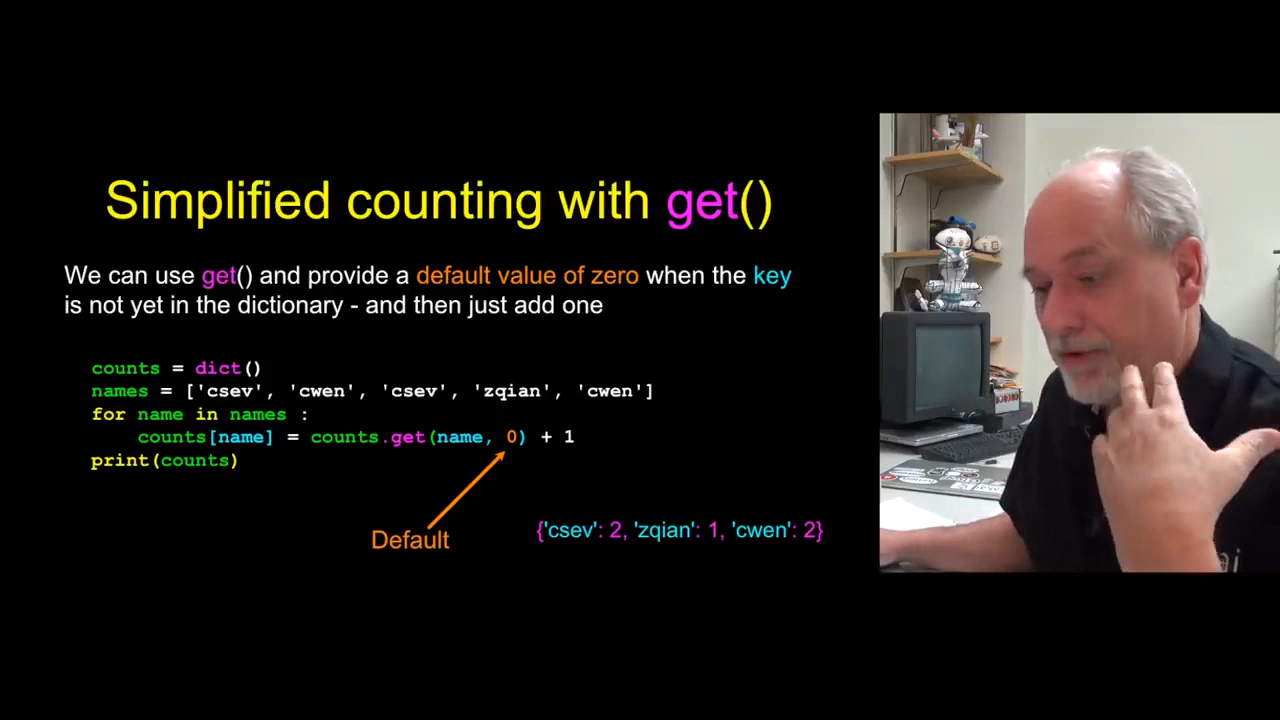 Simplified counting with get()
We can use get() and provide a default value of zero when the key
is not yet in the dictionary - and then just add one
counts = dict()
names = ['csev', 'cwen', 'csev', 'zqian', 'cwen']
for name in names :
    counts[name] = counts.get(name, 0) + 1
print(counts)
Default
{'csev': 2, 'zqian': 1, 'cwen': 2}